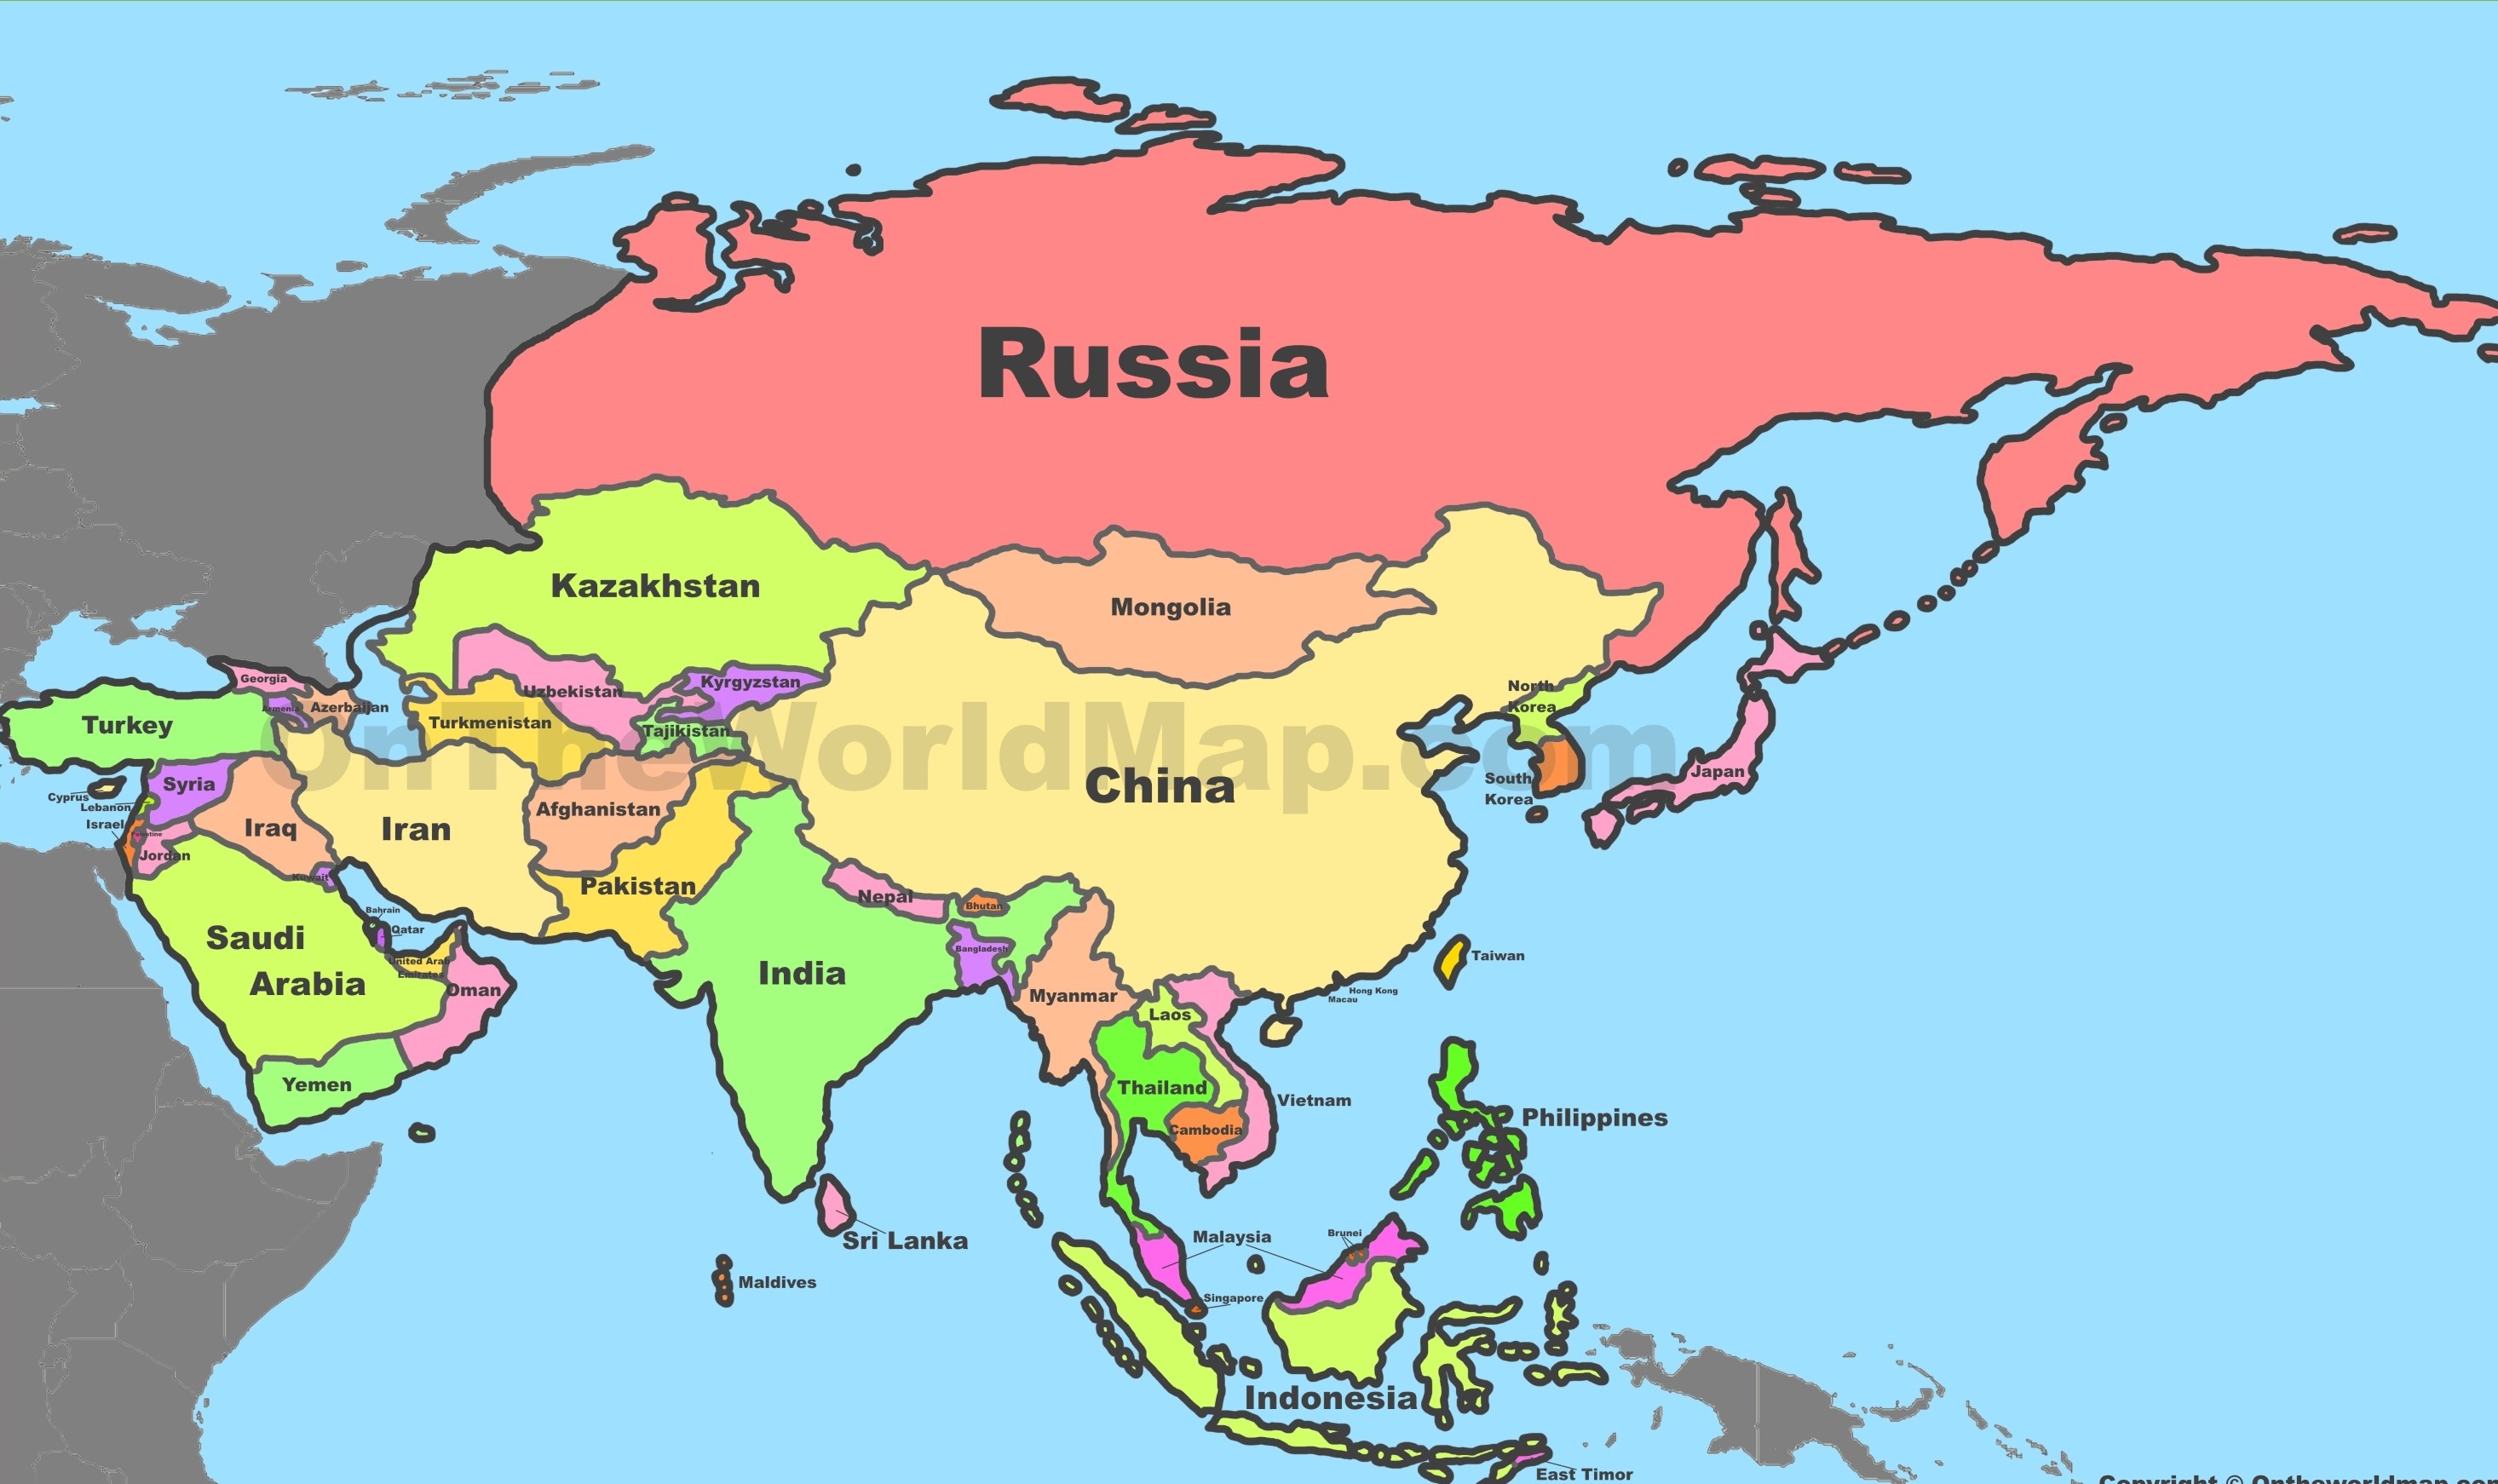 Russia
Kazakhstan
Mongolia
Georgia
Uzbekistan
Kyrgyzstan
North
Korea
Armenia
Azerbaijan
Turkey
Turkmenistan
Tajikistan
OnTheWorldMap.com
Japan
South
Korea
China
Syria
Cyprus
Lebanon
Israel
Palestine
Iraq
Iran
Afghanistan
Jordan
Kuwait
Pakistan
Nepal
Bhutan
Bahrain
Qatar
Saudi
Arabia
United Arab
Emirates
Oman
India
Bangladesh
Taiwan
Myanmar
Hong Kong
Macau
Laos
Yemen
Thailand
Vietnam
Cambodia
Philippines
Sri Lanka
Malaysia
Brunei
Maldives
Singapore
Indonesia
East Timor
Copyright © Ontheworldmap.com